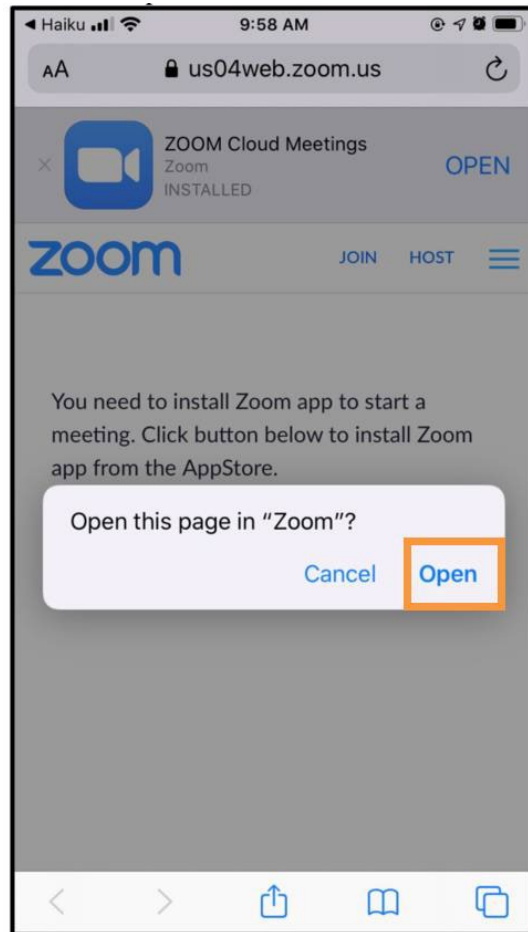 Haiku 9:58 AM
AA us04web.zoom.us
ZOOM Cloud Meetings
Zoom
INSTALLED
OPEN
zoom JOIN HOST
You need to install Zoom app to start a
meeting. Click button below to install Zoom
app from the AppStore.
Open this page in “Zoom”?
Cancel Open